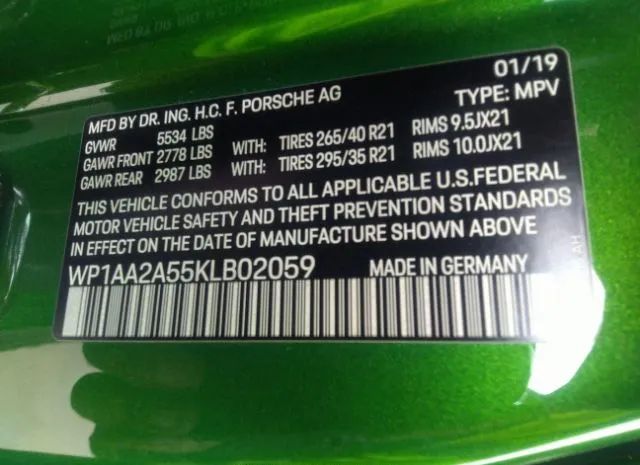 01/19
MFD BY DR. ING. H.C. F. PORSCHE AG TYPE: MPV
GVWR 5534 LBS
GAWR FRONT 2778 LBS WITH: TIRES 265/40 R21 RIMS 9.5JX21
GAWR REAR 2987 LBS WITH: TIRES 295/35 R21 RIMS 10.0JX21
THIS VEHICLE CONFORMS TO ALL APPLICABLE U.S.FEDERAL
MOTOR VEHICLE SAFETY AND THEFT PREVENTION STANDARDS
IN EFFECT ON THE DATE OF MANUFACTURE SHOWN ABOVE
WP1AA2A55KLB02059 MADE IN GERMANY
AH